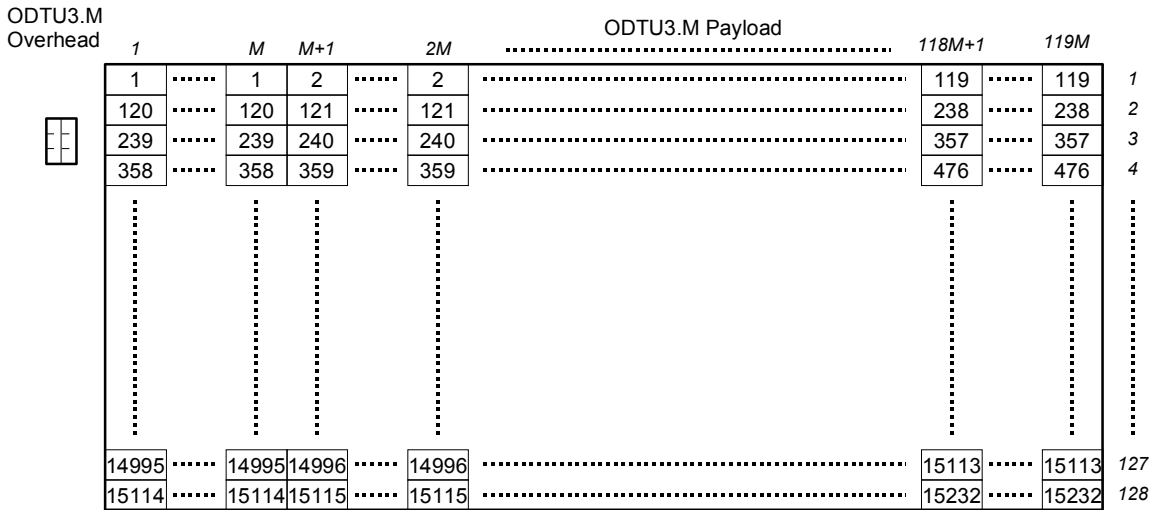 ODTU3.M
Overhead
ODTU3.M Payload
1 M M+1 2M 118M+1 119M
1 1 2 2 119 119 1
120 120 121 121 238 238 2
239 239 240 240 357 357 3
358 358 359 359 476 476 4
14995 14995 14996 14996 15113 15113 127
15114 15114 15115 15115 15232 15232 128